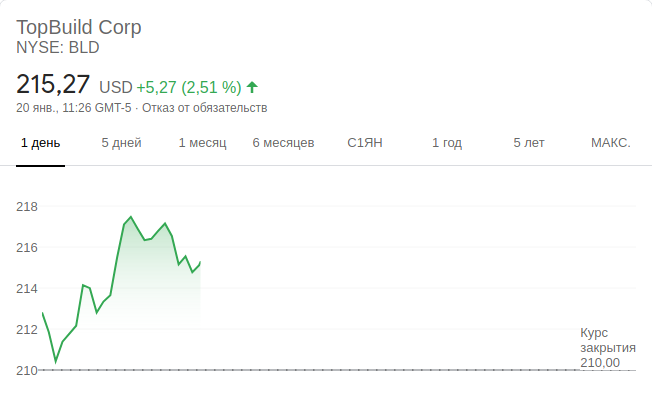 TopBuild Corp
NYSE: BLD
215,27 USD +5,27 (2,51 %)
20 янв., 11:26 GMT-5 · Отказ от обязательств
1 день 5 дней 1 месяц 6 месяцев С1ЯН 1 год 5 лет МАКС.
218
216
214
212
210
Курс
закрытия
210,00